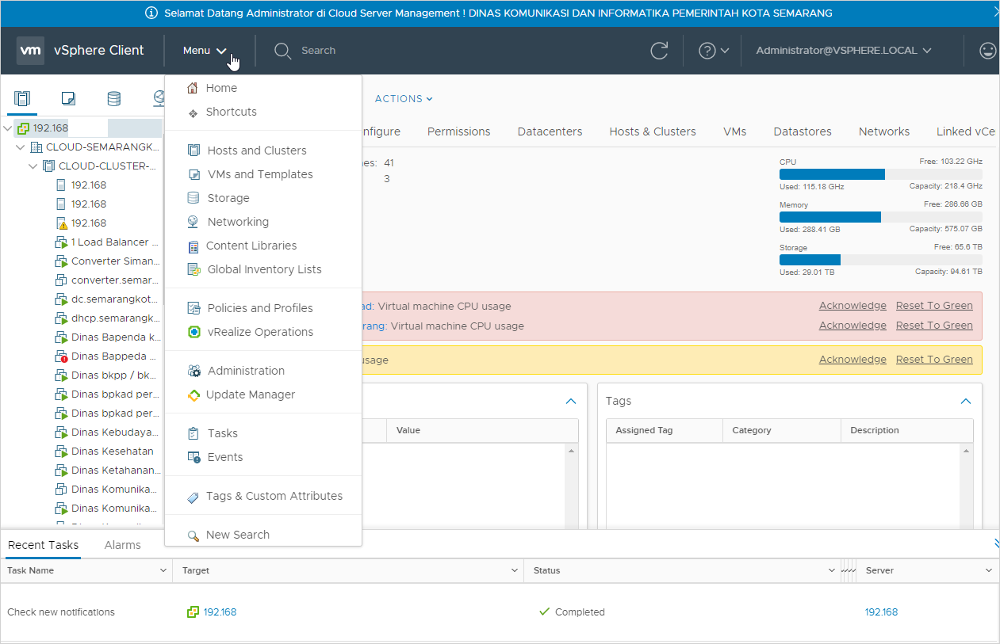 Selamat Datang Administrator di Cloud Server Management ! DINAS KOMUNIKASI DAN INFORMATIKA PEMERINTAH KOTA SEMARANG
vm vSphere Client Menu Search Administrator@VSPHERE.LOCAL
Home
Shortcuts
Hosts and Clusters
VMs and Templates
Storage
Networking
Content Libraries
Global Inventory Lists
Policies and Profiles
vRealize Operations
Administration
Update Manager
Tasks
Events
Tags & Custom Attributes
New Search
192.168
CLOUD-SEMARANGK...
CLOUD-CLUSTER-...
192.168
192.168
192.168
1 Load Balancer ...
Converter Siman...
converter.semar...
dc.semarangkot...
dhcp.semarangk...
Dinas Bapenda k...
Dinas Bappeda ...
Dinas bkpp / bk...
Dinas bpkad per...
Dinas bpkad per...
Dinas Kebudaya...
Dinas Kesehatan
Dinas Ketahanan...
Dinas Komunika...
Dinas Komunika...
ACTIONS
nfigure Permissions Datacenters Hosts & Clusters VMs Datastores Networks Linked vCe
nes: 41
3
CPU Free: 103.22 GHz
Used: 115.18 GHz Capacity: 218.4 GHz
Memory Free: 286.66 GB
Used: 288.41 GB Capacity: 575.07 GB
Storage Free: 65.6 TB
Used: 29.01 TB Capacity: 94.61 TB
ad: Virtual machine CPU usage Acknowledge Reset To Green
rang: Virtual machine CPU usage Acknowledge Reset To Green
usage Acknowledge Reset To Green
Value
Tags
Assigned Tag Category Description
Recent Tasks Alarms
Task Name Target Status Server
Check new notifications 192.168 Completed 192.168